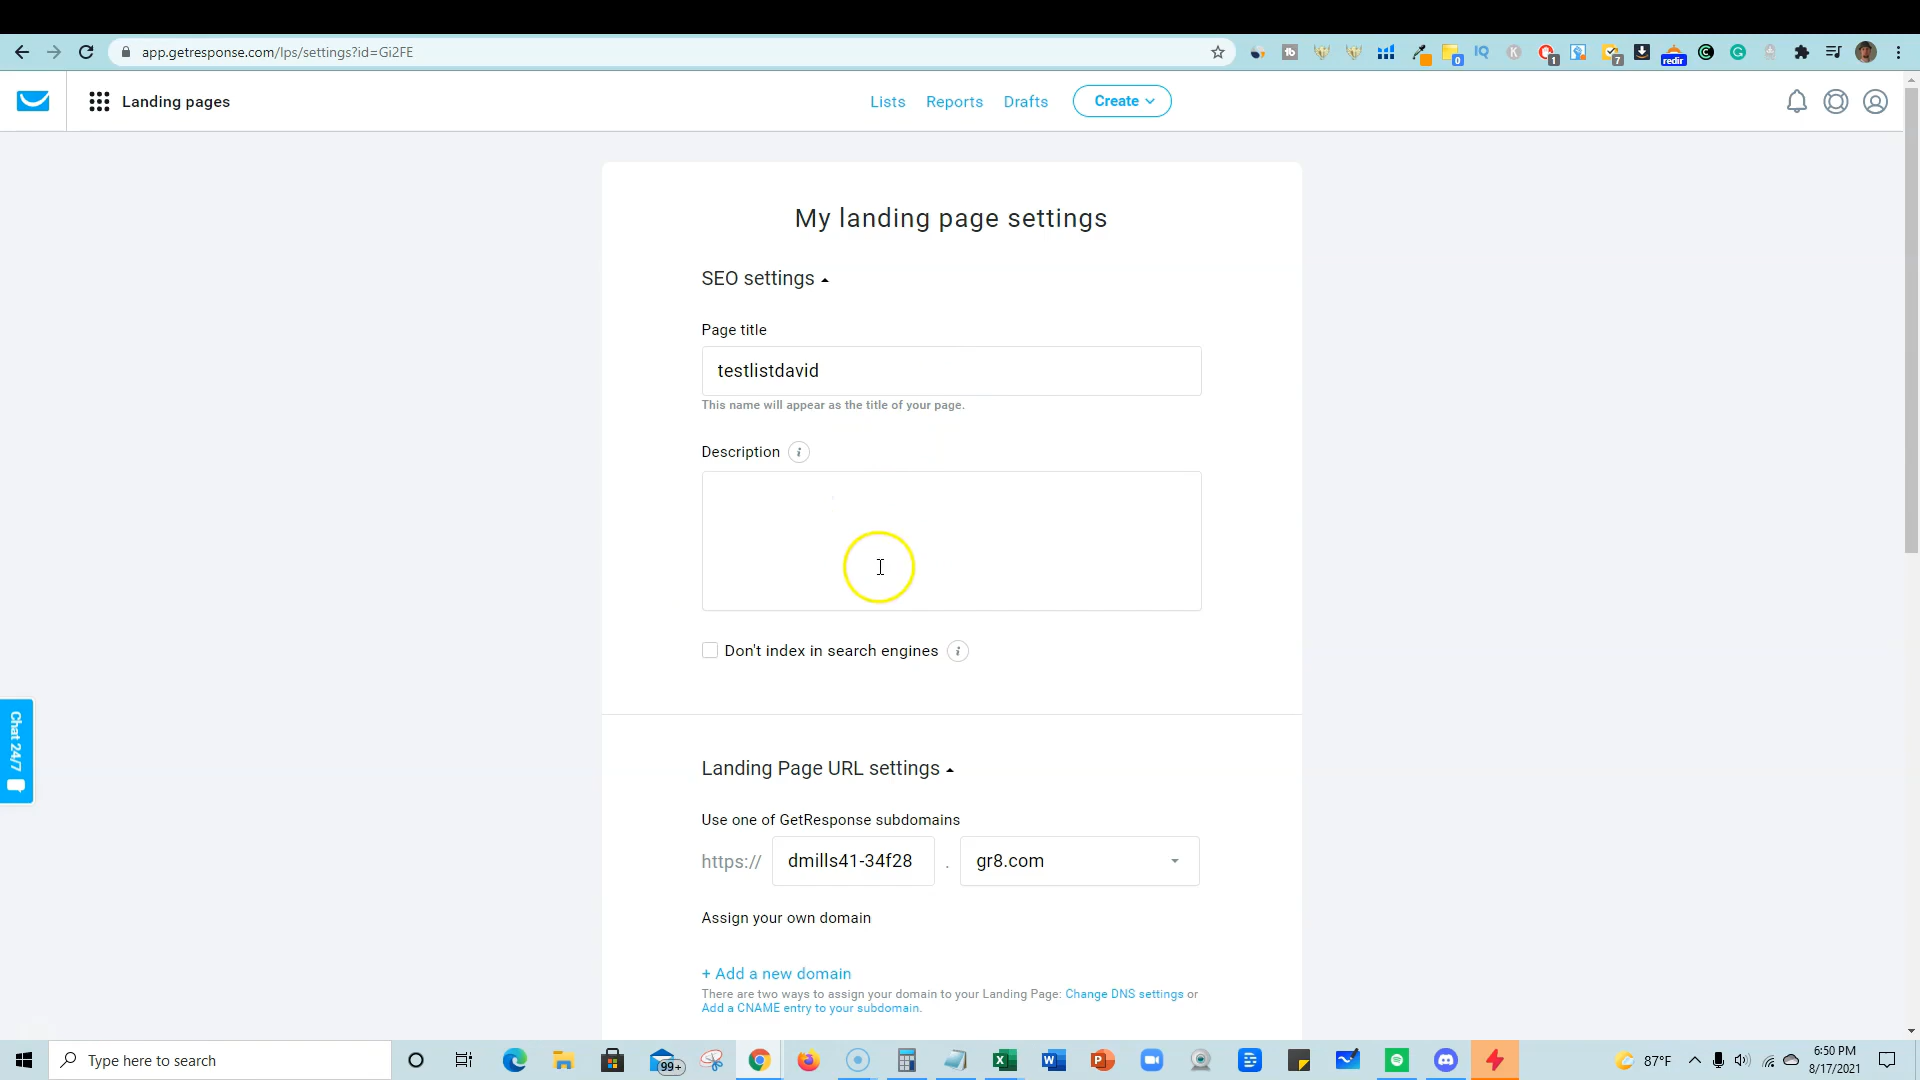 app.getresponse.com/lps/settings?id=Gi2FE
0
1
7
redir
Landing pages
Lists
Reports
Drafts
Create
My landing page settings
SEO settings
Page title
testlistdavid
This name will appear as the title of your page.
Description
Don't index in search engines
Chat 24/7
Landing Page URL settings
Use one of GetResponse subdomains
https:// dmills41-34f28 . gr8.com
Assign your own domain
+ Add a new domain
There are two ways to assign your domain to your Landing Page: Change DNS settings or
Add a CNAME entry to your subdomain.
Type here to search
99+
87°F
6:50 PM
8/17/2021